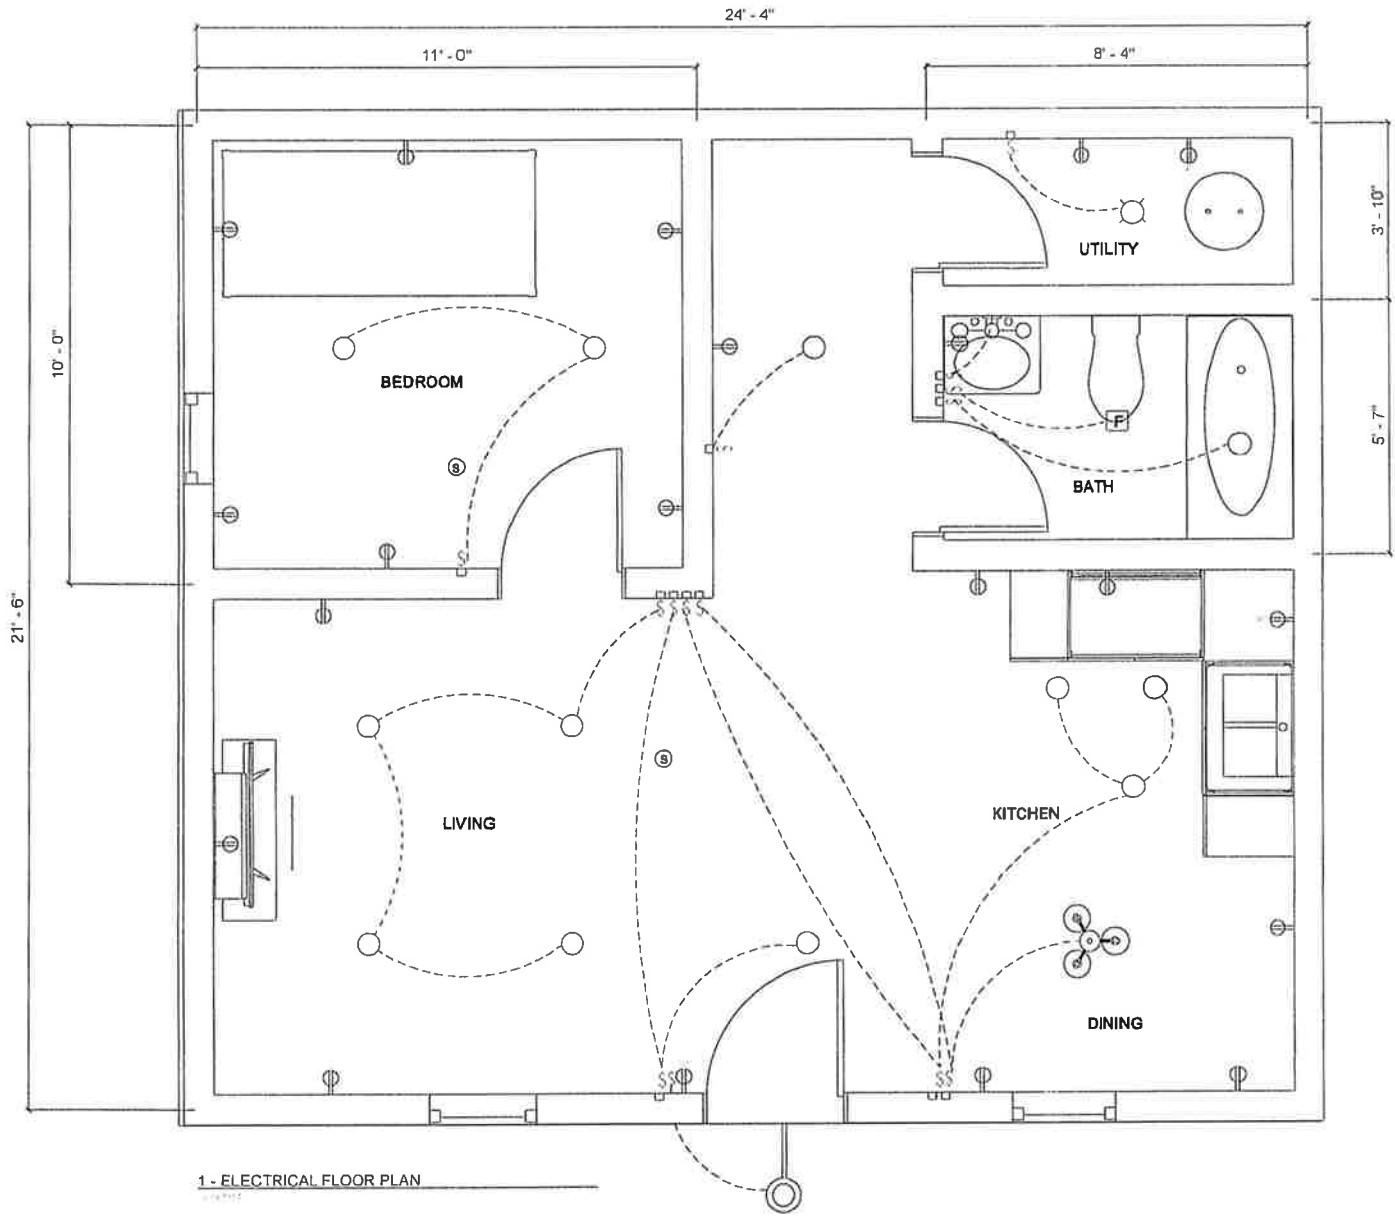 24' - 4"
11' - 0"
8' - 4"
3' - 10"
UTILITY
10' - 0"
BEDROOM
F
5' - 7"
S
BATH
21' - 6"
S
LIVING
KITCHEN
DINING
1 - ELECTRICAL FLOOR PLAN